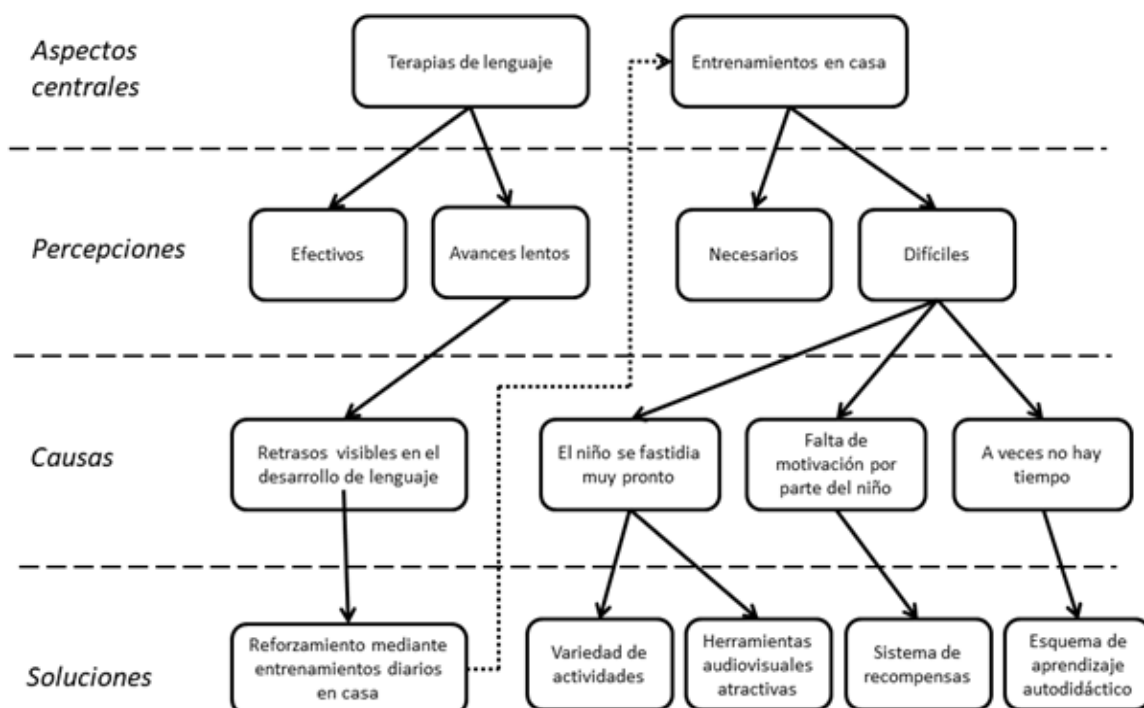 Aspectos
centrales
Terapias de lenguaje
Entrenamientos en casa
Percepciones
Efectivos
Avances lentos
Necesarios
Difíciles
Causas
Retrasos visibles en el
desarrollo de lenguaje
El niño se fastidia
muy pronto
Falta de
motivación por
parte del niño
A veces no hay
tiempo
Soluciones
Reforzamiento mediante
entrenamientos diarios
en casa
Variedad de
actividades
Herramientas
audiovisuales
atractivas
Sistema de
recompensas
Esquema de
aprendizaje
autodidáctico